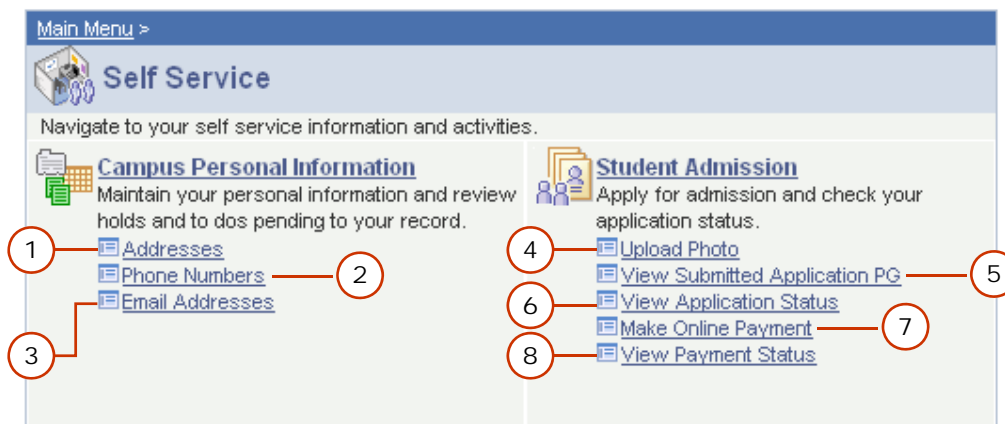 Main Menu >
Self Service
Navigate to your self service information and activities.
Campus Personal Information
Maintain your personal information and review
holds and to dos pending to your record.
1
Addresses
Phone Numbers
2
Email Addresses
3
Student Admission
Apply for admission and check your
application status.
4
Upload Photo
View Submitted Application PG
5
6
View Application Status
Make Online Payment
7
8
View Payment Status